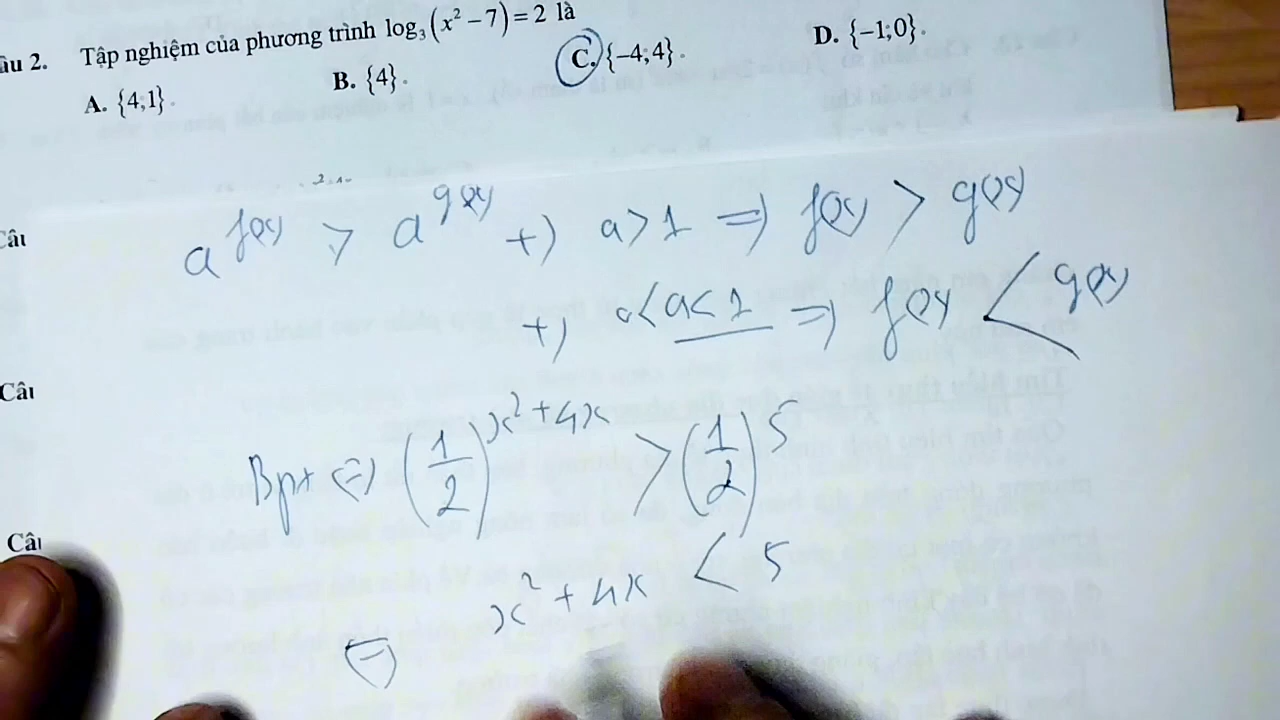 âu 2. Tập nghiệm của phương trình log₃(x² − 7) = 2 là
A. {4;1}. B. {4}. C. {−4;4}. D. {−1;0}.
Câu
a^f(x) > a^g(x) +) a > 1 ⇒ f(x) > g(x)
+) 0 < a < 1 ⇒ f(x) < g(x)
Câu
Bpt ⇔ (1/2)^(x² + 4x) > (1/2)^5
Câu
⇔ x² + 4x < 5